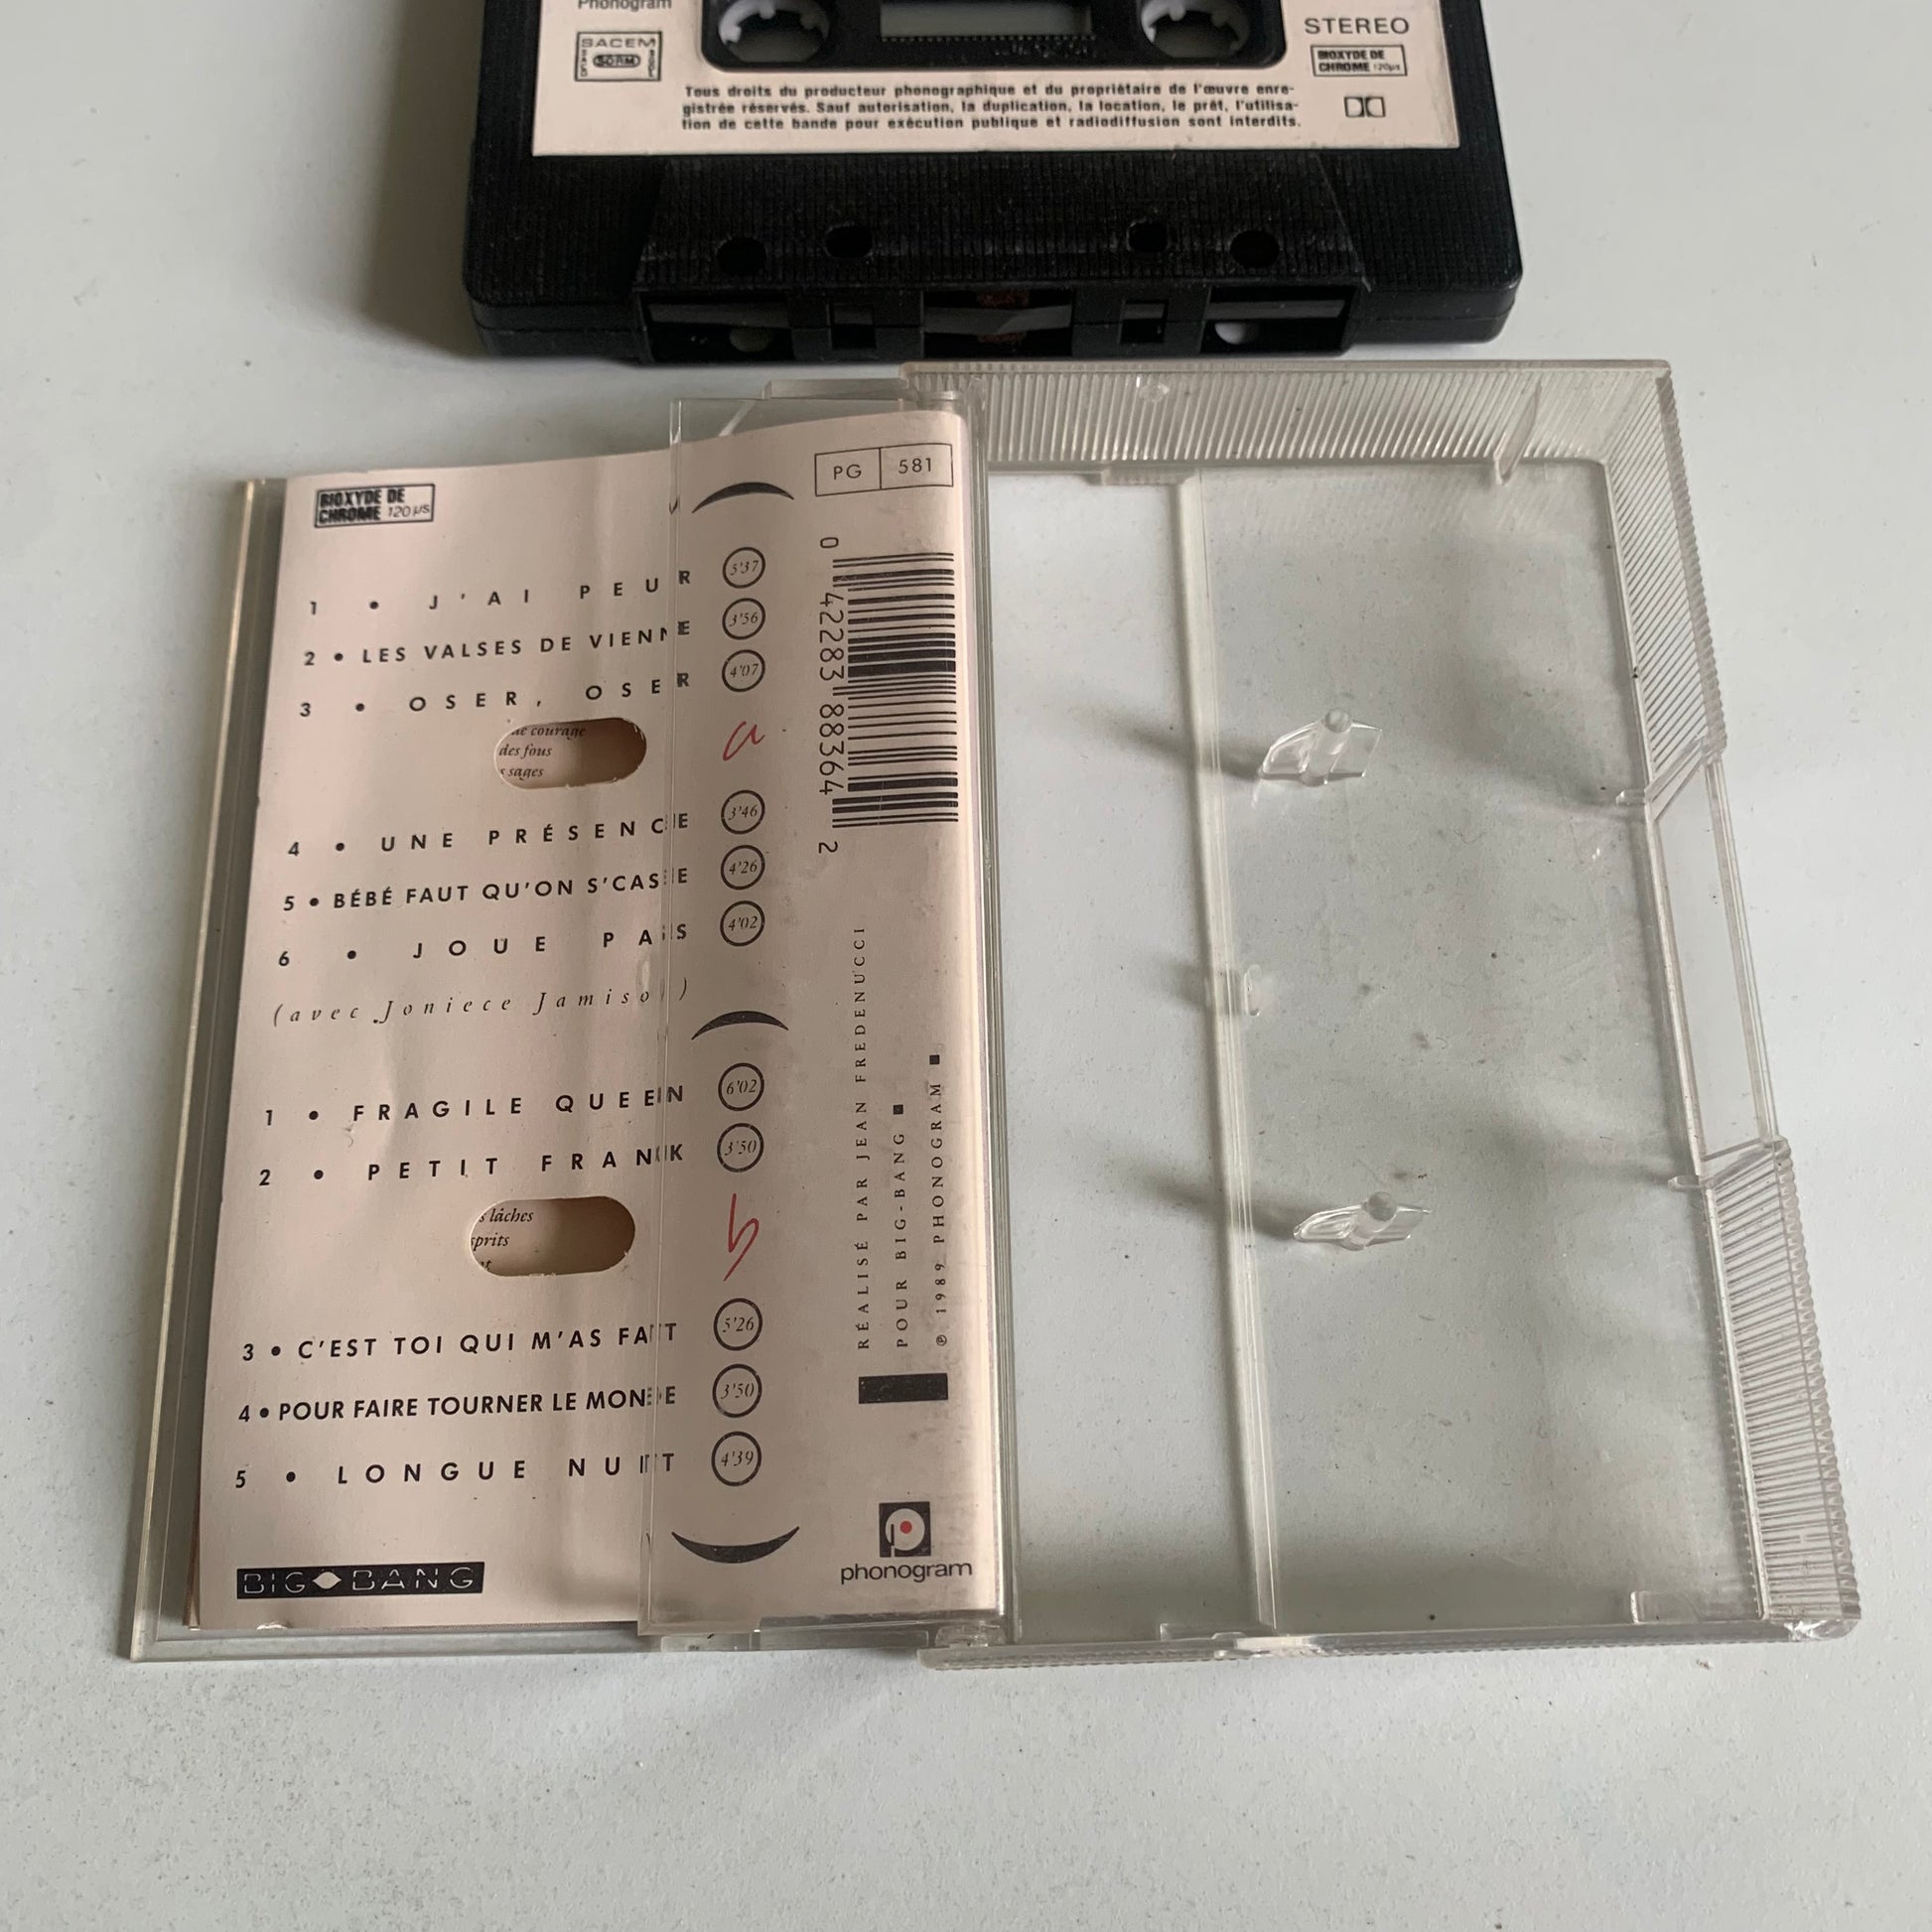 Phonogram
SACEM
SDRM
STEREO
BIOXYDE DE
CHROME 120µs
Tous droits du producteur phonographique et du propriétaire de l'œuvre enre-
gistrée réservés. Sauf autorisation, la duplication, la location, le prêt, l'utilisa-
tion de cette bande pour exécution publique et radiodiffusion sont interdits.
BIOXYDE DE
CHROME 120 µs
PG 581
1 • J'AI PEUR 5'37
2 • LES VALSES DE VIENNE 3'56
3 • OSER, OSER 4'07
de courage
des fous
sages
a
4 • UNE PRÉSENCE 3'46
5 • BÉBÉ FAUT QU'ON S'CASSE 4'26
6 • JOUE PAS 4'02
(avec Joniece Jamison)
1 • FRAGILE QUEEN 6'02
2 • PETIT FRANCK 3'50
lâches
b
3 • C'EST TOI QUI M'AS FAIT 5'26
4 • POUR FAIRE TOURNER LE MONDE 3'50
5 • LONGUE NUIT 4'39
BIG BANG
0 42283 88364 2
RÉALISÉ PAR JEAN FREDENUCCI
POUR BIG-BANG ■
℗ 1989 PHONOGRAM ■
phonogram